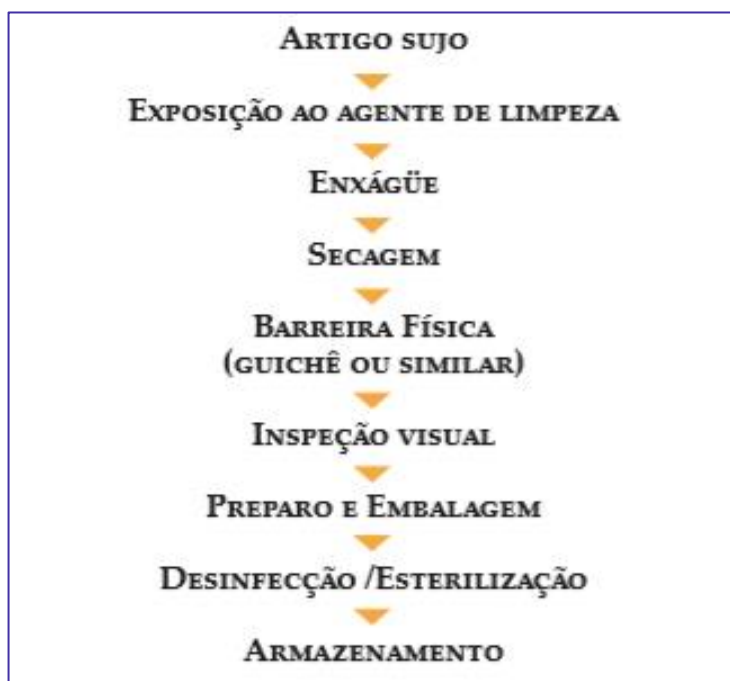 ARTIGO SUJO
EXPOSIÇÃO AO AGENTE DE LIMPEZA
ENXÁGÜE
SECAGEM
BARREIRA FÍSICA
(GUICHÊ OU SIMILAR)
INSPEÇÃO VISUAL
PREPARO E EMBALAGEM
DESINFECÇÃO /ESTERILIZAÇÃO
ARMAZENAMENTO